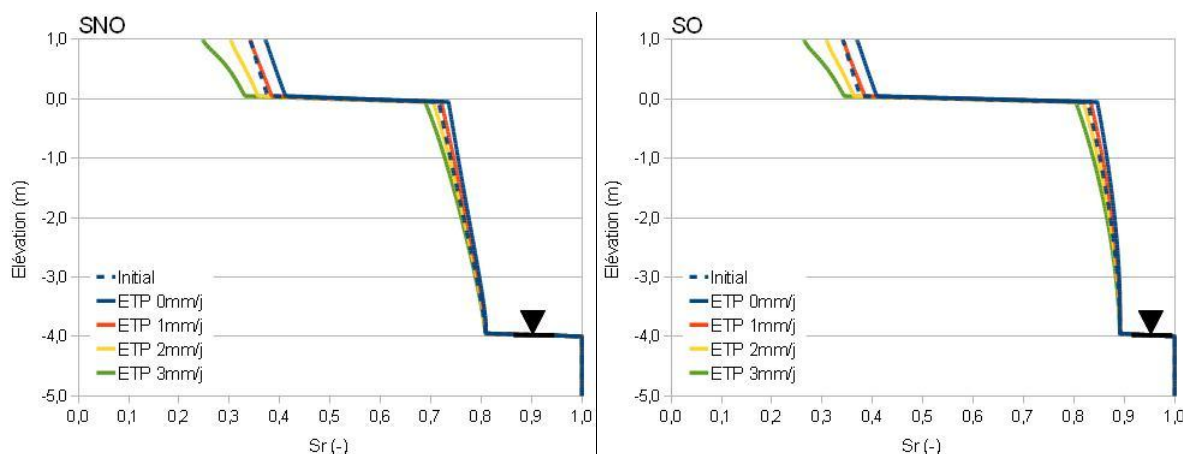 SNO
1,0
0,0
-1,0
-2,0
-3,0
-4,0
-5,0
Elévation (m)
Initial
ETP 0mm/j
ETP 1mm/j
ETP 2mm/j
ETP 3mm/j
0,0 0,1 0,2 0,3 0,4 0,5 0,6 0,7 0,8 0,9 1,0
Sr (-)
SO
1,0
0,0
-1,0
-2,0
-3,0
-4,0
-5,0
Elévation (m)
Initial
ETP 0mm/j
ETP 1mm/j
ETP 2mm/j
ETP 3mm/j
0,0 0,1 0,2 0,3 0,4 0,5 0,6 0,7 0,8 0,9 1,0
Sr (-)